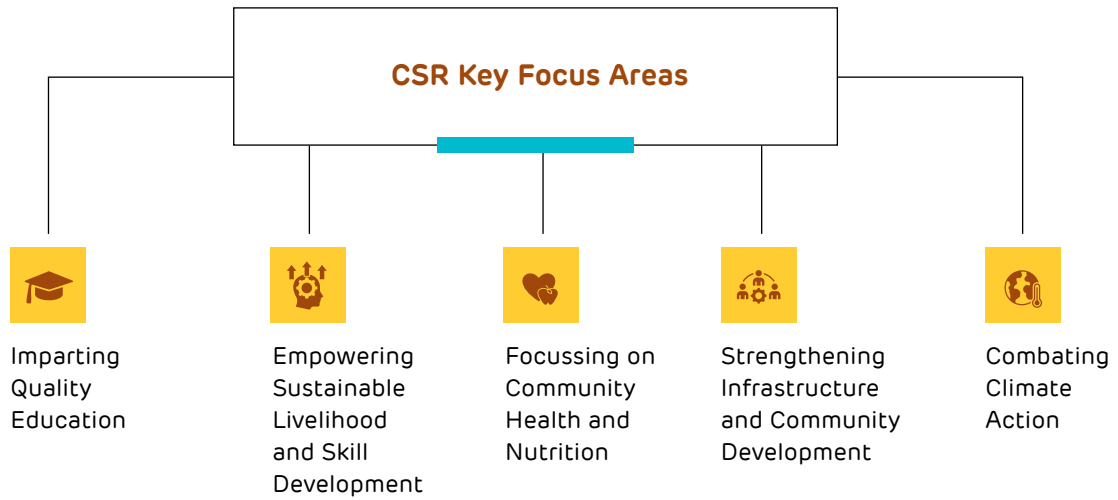 CSR Key Focus Areas
Imparting
Quality
Education
Empowering
Sustainable
Livelihood
and Skill
Development
Focussing on
Community
Health and
Nutrition
Strengthening
Infrastructure
and Community
Development
Combating
Climate
Action